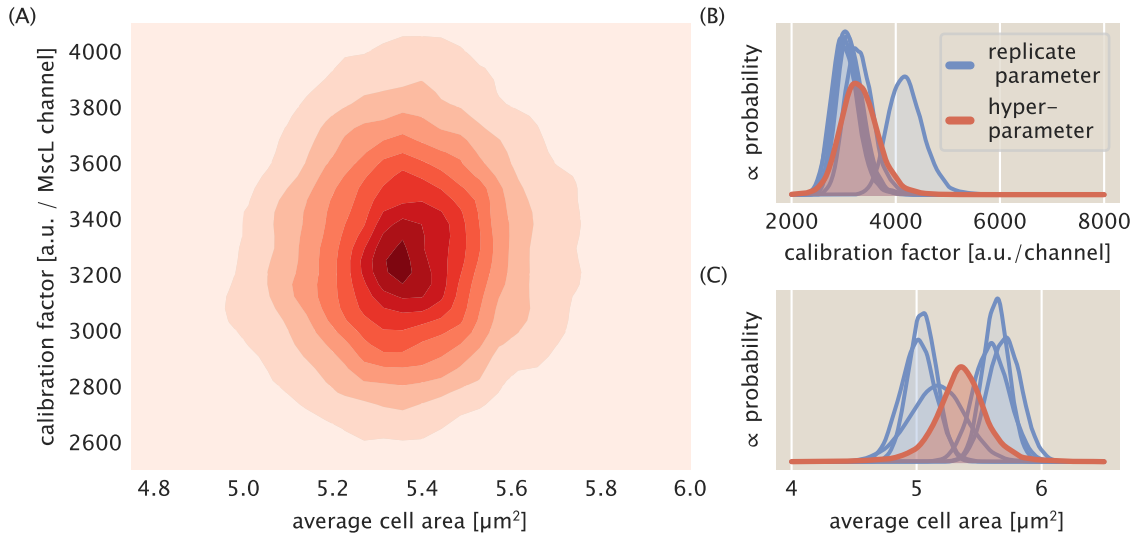 (A)
calibration factor [a.u. / MscL channel]
4000
3800
3600
3400
3200
3000
2800
2600
4.8 5.0 5.2 5.4 5.6 5.8 6.0
average cell area [µm²]
(B)
∝ probability
replicate
parameter
hyper-
parameter
2000 4000 6000 8000
calibration factor [a.u./channel]
(C)
∝ probability
4 5 6
average cell area [µm²]